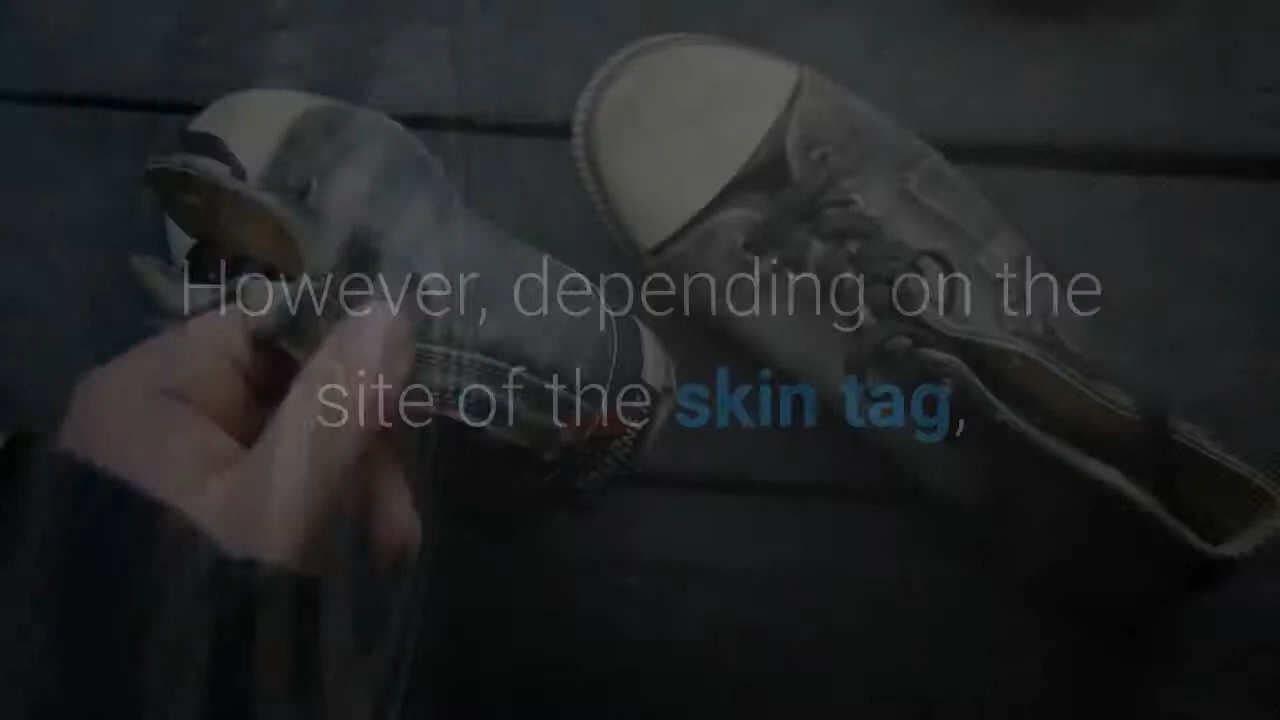 However, depending on the
site of the skin tag,